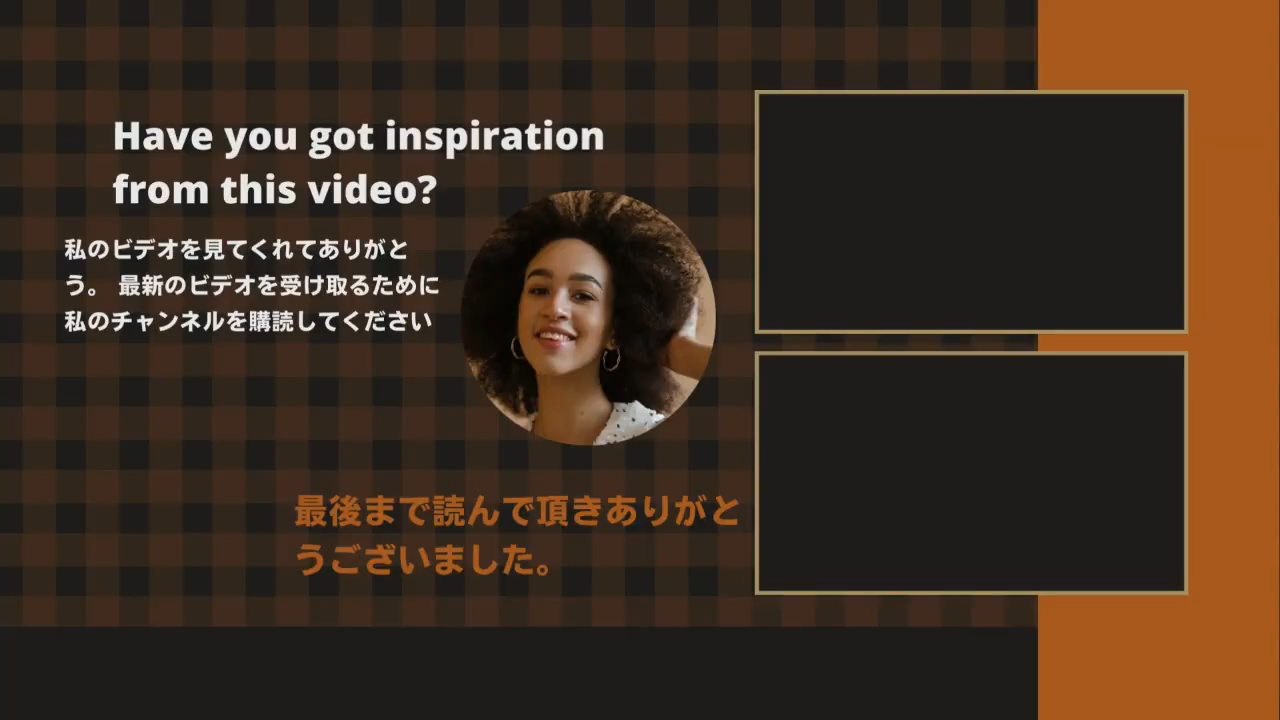 Have you got inspiration
from this video?
私のビデオを見てくれてありがと
う。 最新のビデオを受け取るために
私のチャンネルを購読してください
最後まで読んで頂きありがと
うございました。